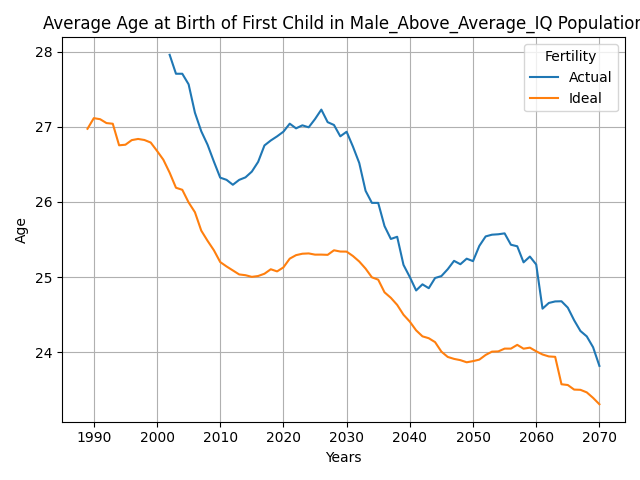 Average Age at Birth of First Child in Male_Above_Average_IQ Population
Fertility
Actual
Ideal
28
27
26
25
24
Age
1990
2000
2010
2020
2030
2040
2050
2060
2070
Years